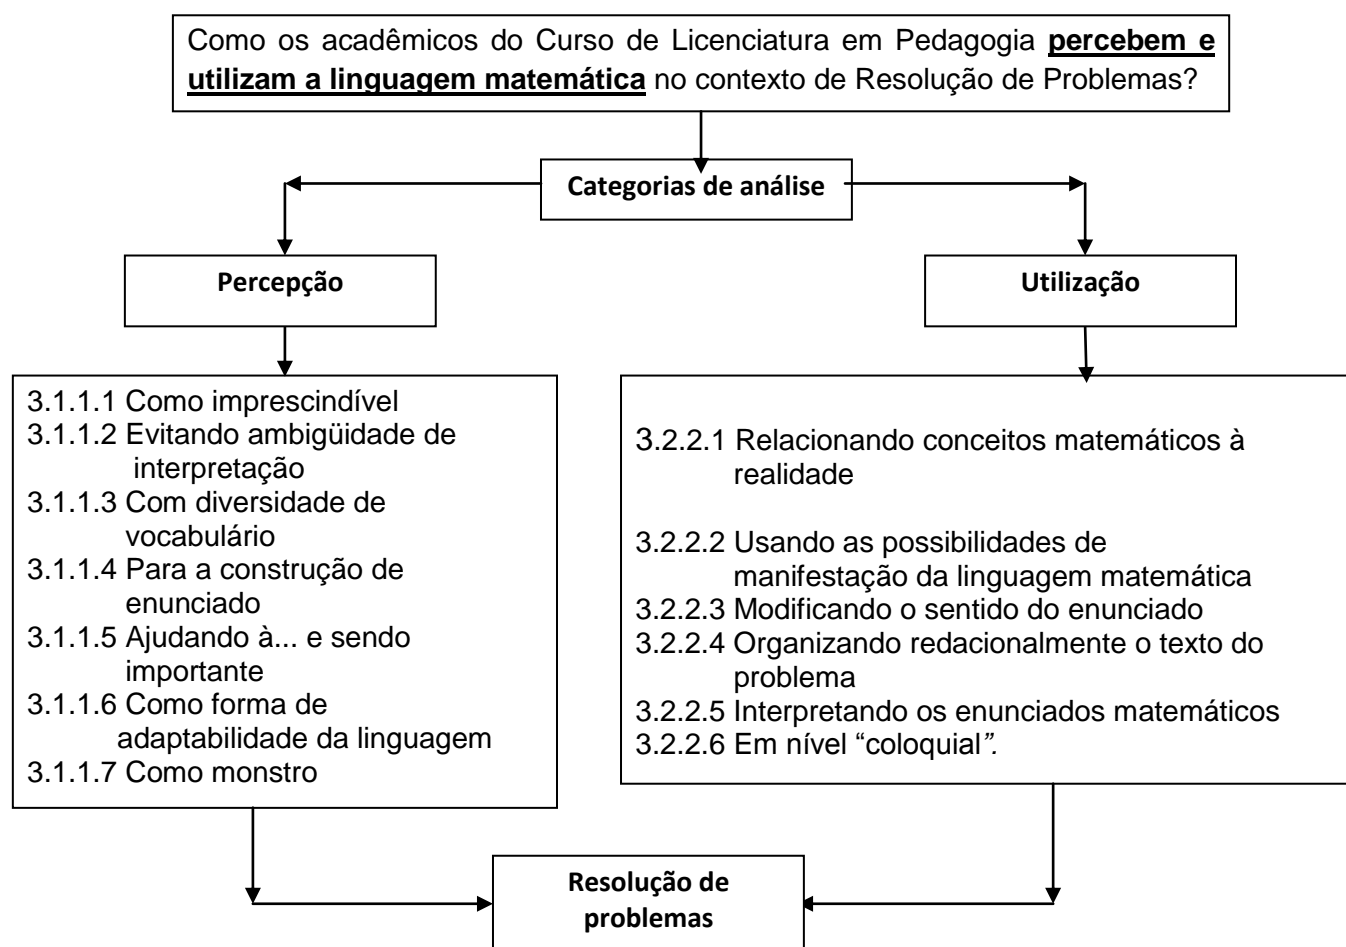 Como os acadêmicos do Curso de Licenciatura em Pedagogia percebem e
utilizam a linguagem matemática no contexto de Resolução de Problemas?
Categorias de análise
Percepção
Utilização
3.1.1.1 Como imprescindível
3.1.1.2 Evitando ambigüidade de
interpretação
3.1.1.3 Com diversidade de
vocabulário
3.1.1.4 Para a construção de
enunciado
3.1.1.5 Ajudando à... e sendo
importante
3.1.1.6 Como forma de
adaptabilidade da linguagem
3.1.1.7 Como monstro
3.2.2.1 Relacionando conceitos matemáticos à
realidade
3.2.2.2 Usando as possibilidades de
manifestação da linguagem matemática
3.2.2.3 Modificando o sentido do enunciado
3.2.2.4 Organizando redacionalmente o texto do
problema
3.2.2.5 Interpretando os enunciados matemáticos
3.2.2.6 Em nível “coloquial”.
Resolução de
problemas